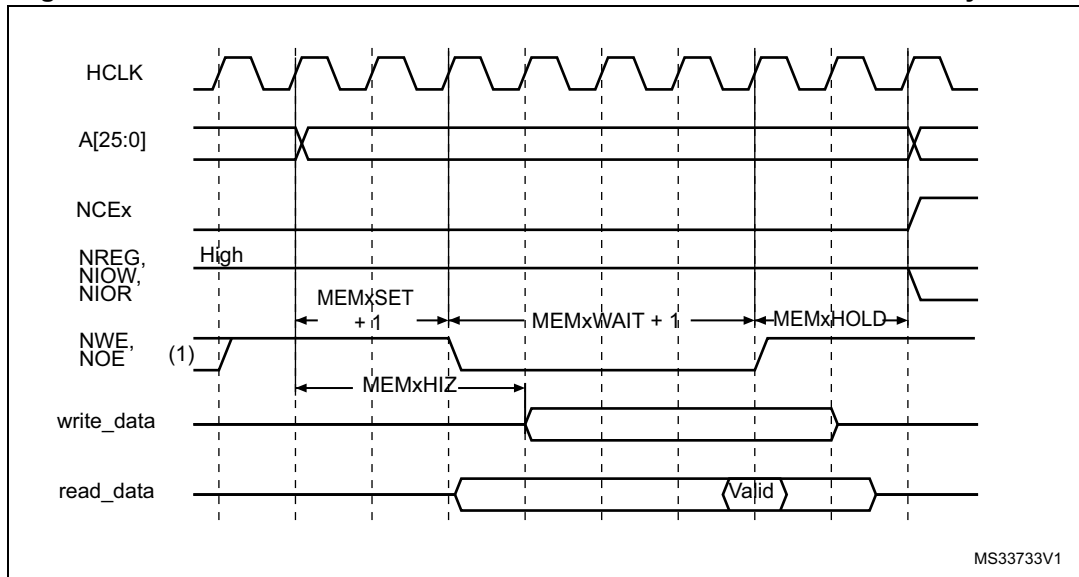 HCLK
A[25:0]
NCEx
NREG,
NIOW,
NIOR
High
MEMxSET
+ 1
MEMxWAIT + 1
MEMxHOLD
NWE,
NOE
(1)
MEMxHIZ
write_data
read_data
Valid
MS33733V1